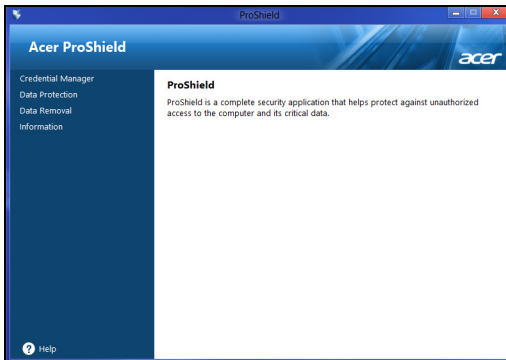 ProShield
Acer ProShield
acer
Credential Manager
Data Protection
Data Removal
Information
ProShield
ProShield is a complete security application that helps protect against unauthorized
access to the computer and its critical data.
? Help